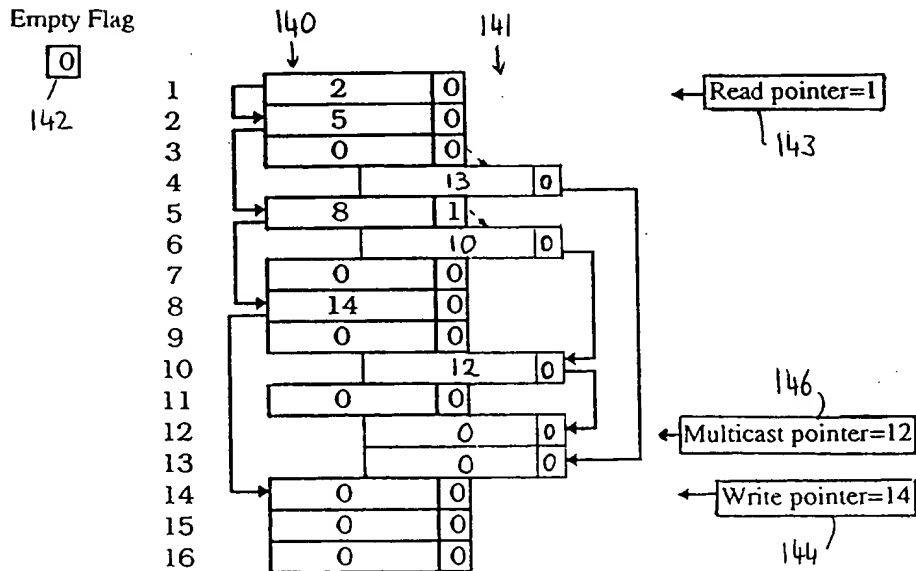 Empty Flag
0
142
140
141
1 2 0
2 5 0
3 0 0
4 13 0
5 8 1
6 10 0
7 0 0
8 14 0
9 0 0
10 12 0
11 0 0
12 0 0
13 0 0
14 0 0
15 0 0
16 0 0
Read pointer=1
143
146
Multicast pointer=12
Write pointer=14
144